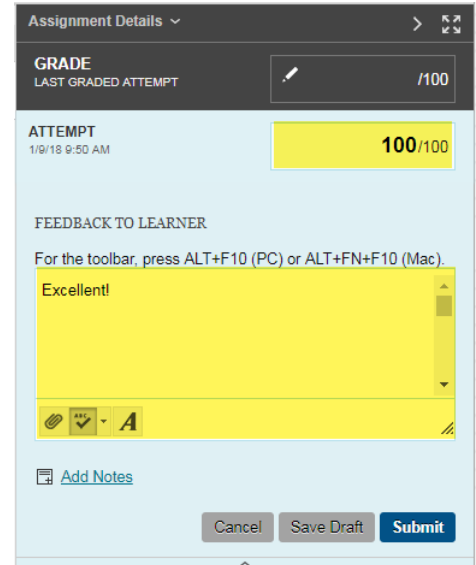 Assignment Details
GRADE
LAST GRADED ATTEMPT
/100
ATTEMPT
1/9/18 9:50 AM
100/100
FEEDBACK TO LEARNER
For the toolbar, press ALT+F10 (PC) or ALT+FN+F10 (Mac).
Excellent!
ABC
A
Add Notes
Cancel Save Draft Submit